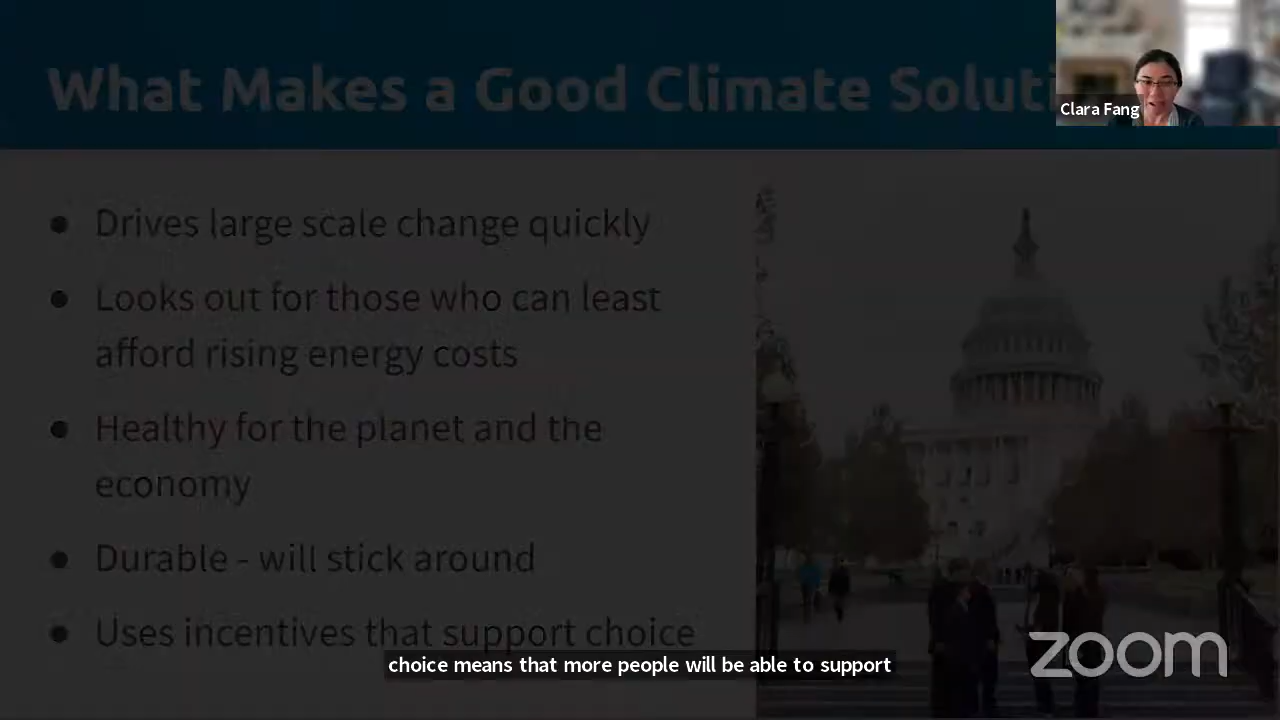 What Makes a Good Climate Soluti
Clara Fang
● Drives large scale change quickly
● Looks out for those who can least
afford rising energy costs
● Healthy for the planet and the
economy
● Durable - will stick around
● Uses incentives that support choice
choice means that more people will be able to support
zoom